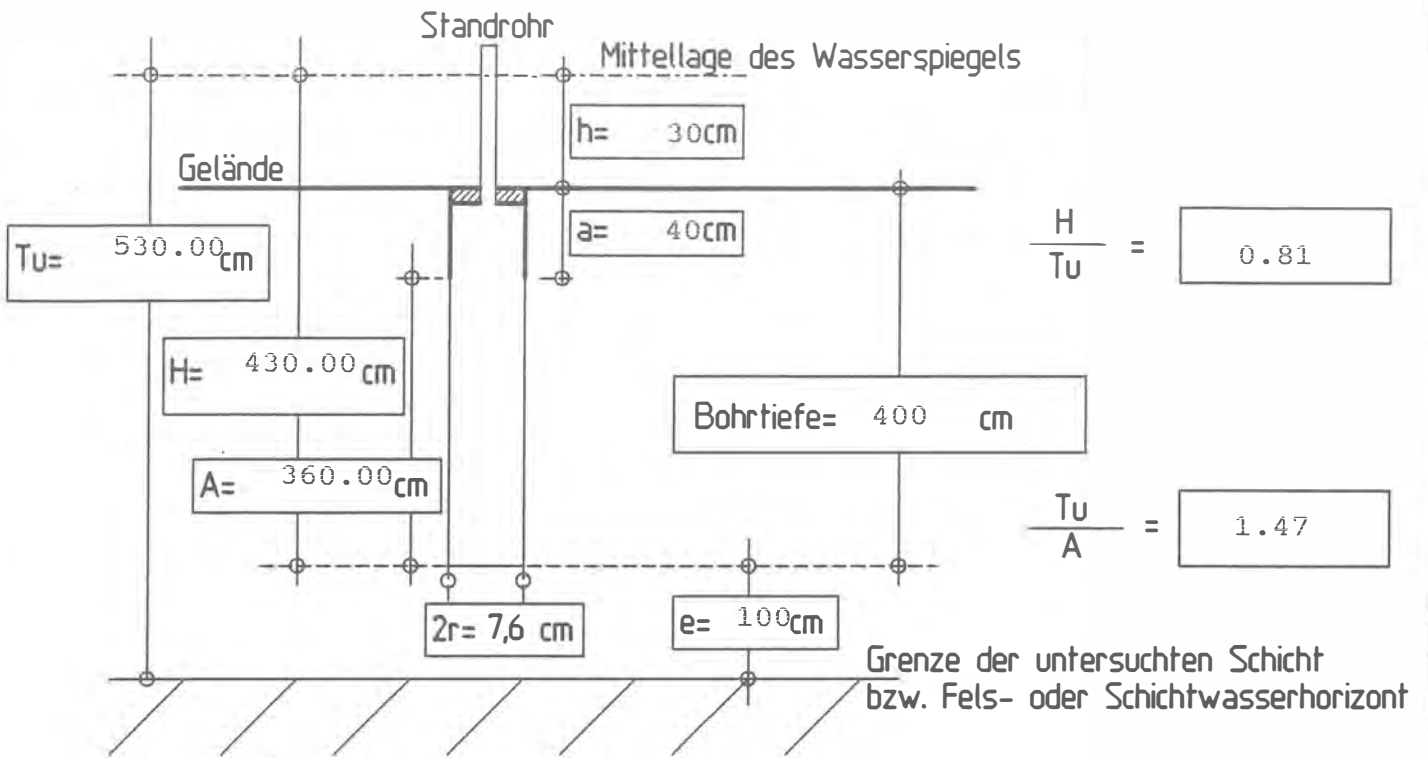 Standrohr
Mittellage des Wasserspiegels
h= 30cm
Gelände
a= 40cm
Tu= 530.00cm
H
Tu
= 0.81
H= 430.00cm
Bohrtiefe= 400 cm
A= 360.00cm
Tu
A
= 1.47
2r= 7,6 cm
e= 100cm
Grenze der untersuchten Schicht
bzw. Fels- oder Schichtwasserhorizont